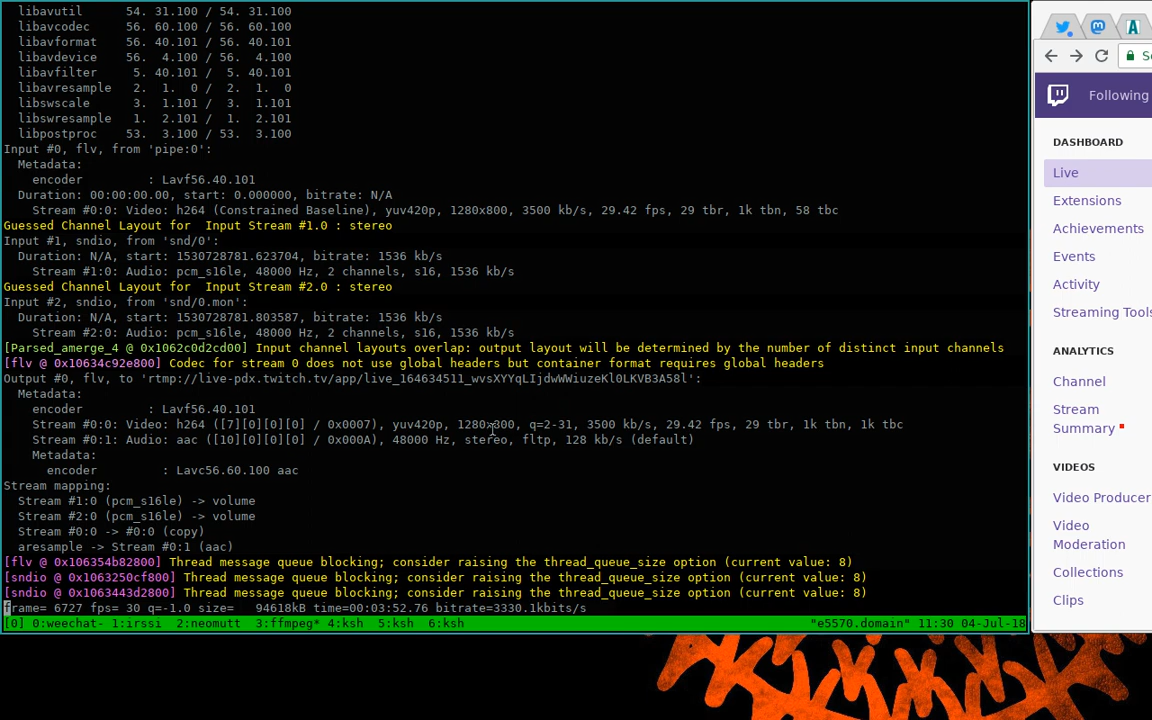 libavutil      54. 31.100 / 54. 31.100
  libavcodec     56. 60.100 / 56. 60.100
  libavformat    56. 40.101 / 56. 40.101
  libavdevice    56.  4.100 / 56.  4.100
  libavfilter     5. 40.101 /  5. 40.101
  libavresample   2.  1.  0 /  2.  1.  0
  libswscale      3.  1.101 /  3.  1.101
  libswresample   1.  2.101 /  1.  2.101
  libpostproc    53.  3.100 / 53.  3.100
Input #0, flv, from 'pipe:0':
  Metadata:
    encoder         : Lavf56.40.101
  Duration: 00:00:00.00, start: 0.000000, bitrate: N/A
    Stream #0:0: Video: h264 (Constrained Baseline), yuv420p, 1280x800, 3500 kb/s, 29.42 fps, 29 tbr, 1k tbn, 58 tbc
Guessed Channel Layout for  Input Stream #1.0 : stereo
Input #1, sndio, from 'snd/0':
  Duration: N/A, start: 1530728781.623704, bitrate: 1536 kb/s
    Stream #1:0: Audio: pcm_s16le, 48000 Hz, 2 channels, s16, 1536 kb/s
Guessed Channel Layout for  Input Stream #2.0 : stereo
Input #2, sndio, from 'snd/0.mon':
  Duration: N/A, start: 1530728781.803587, bitrate: 1536 kb/s
    Stream #2:0: Audio: pcm_s16le, 48000 Hz, 2 channels, s16, 1536 kb/s
[Parsed_amerge_4 @ 0x1062c0d2cd00] Input channel layouts overlap: output layout will be determined by the number of distinct input channels
[flv @ 0x10634c92e800] Codec for stream 0 does not use global headers but container format requires global headers
Output #0, flv, to 'rtmp://live-pdx.twitch.tv/app/live_164634511_wvsXYYqLIjdwWWiuzeKl0LKVB3A58l':
  Metadata:
    encoder         : Lavf56.40.101
    Stream #0:0: Video: h264 ([7][0][0][0] / 0x0007), yuv420p, 1280x800, q=2-31, 3500 kb/s, 29.42 fps, 29 tbr, 1k tbn, 1k tbc
    Stream #0:1: Audio: aac ([10][0][0][0] / 0x000A), 48000 Hz, stereo, fltp, 128 kb/s (default)
    Metadata:
      encoder         : Lavc56.60.100 aac
Stream mapping:
  Stream #1:0 (pcm_s16le) -> volume
  Stream #2:0 (pcm_s16le) -> volume
  Stream #0:0 -> #0:0 (copy)
  aresample -> Stream #0:1 (aac)
[flv @ 0x106354b82800] Thread message queue blocking; consider raising the thread_queue_size option (current value: 8)
[sndio @ 0x1063250cf800] Thread message queue blocking; consider raising the thread_queue_size option (current value: 8)
[sndio @ 0x1063443d2800] Thread message queue blocking; consider raising the thread_queue_size option (current value: 8)
frame= 6727 fps= 30 q=-1.0 size=   94618kB time=00:03:52.76 bitrate=3330.1kbits/s
[0] 0:weechat- 1:irssi  2:neomutt  3:ffmpeg* 4:ksh  5:ksh  6:ksh "e5570.domain" 11:30 04-Jul-18
Following
DASHBOARD
Live
Extensions
Achievements
Events
Activity
Streaming Tools
ANALYTICS
Channel
Stream
Summary
VIDEOS
Video Producer
Video
Moderation
Collections
Clips